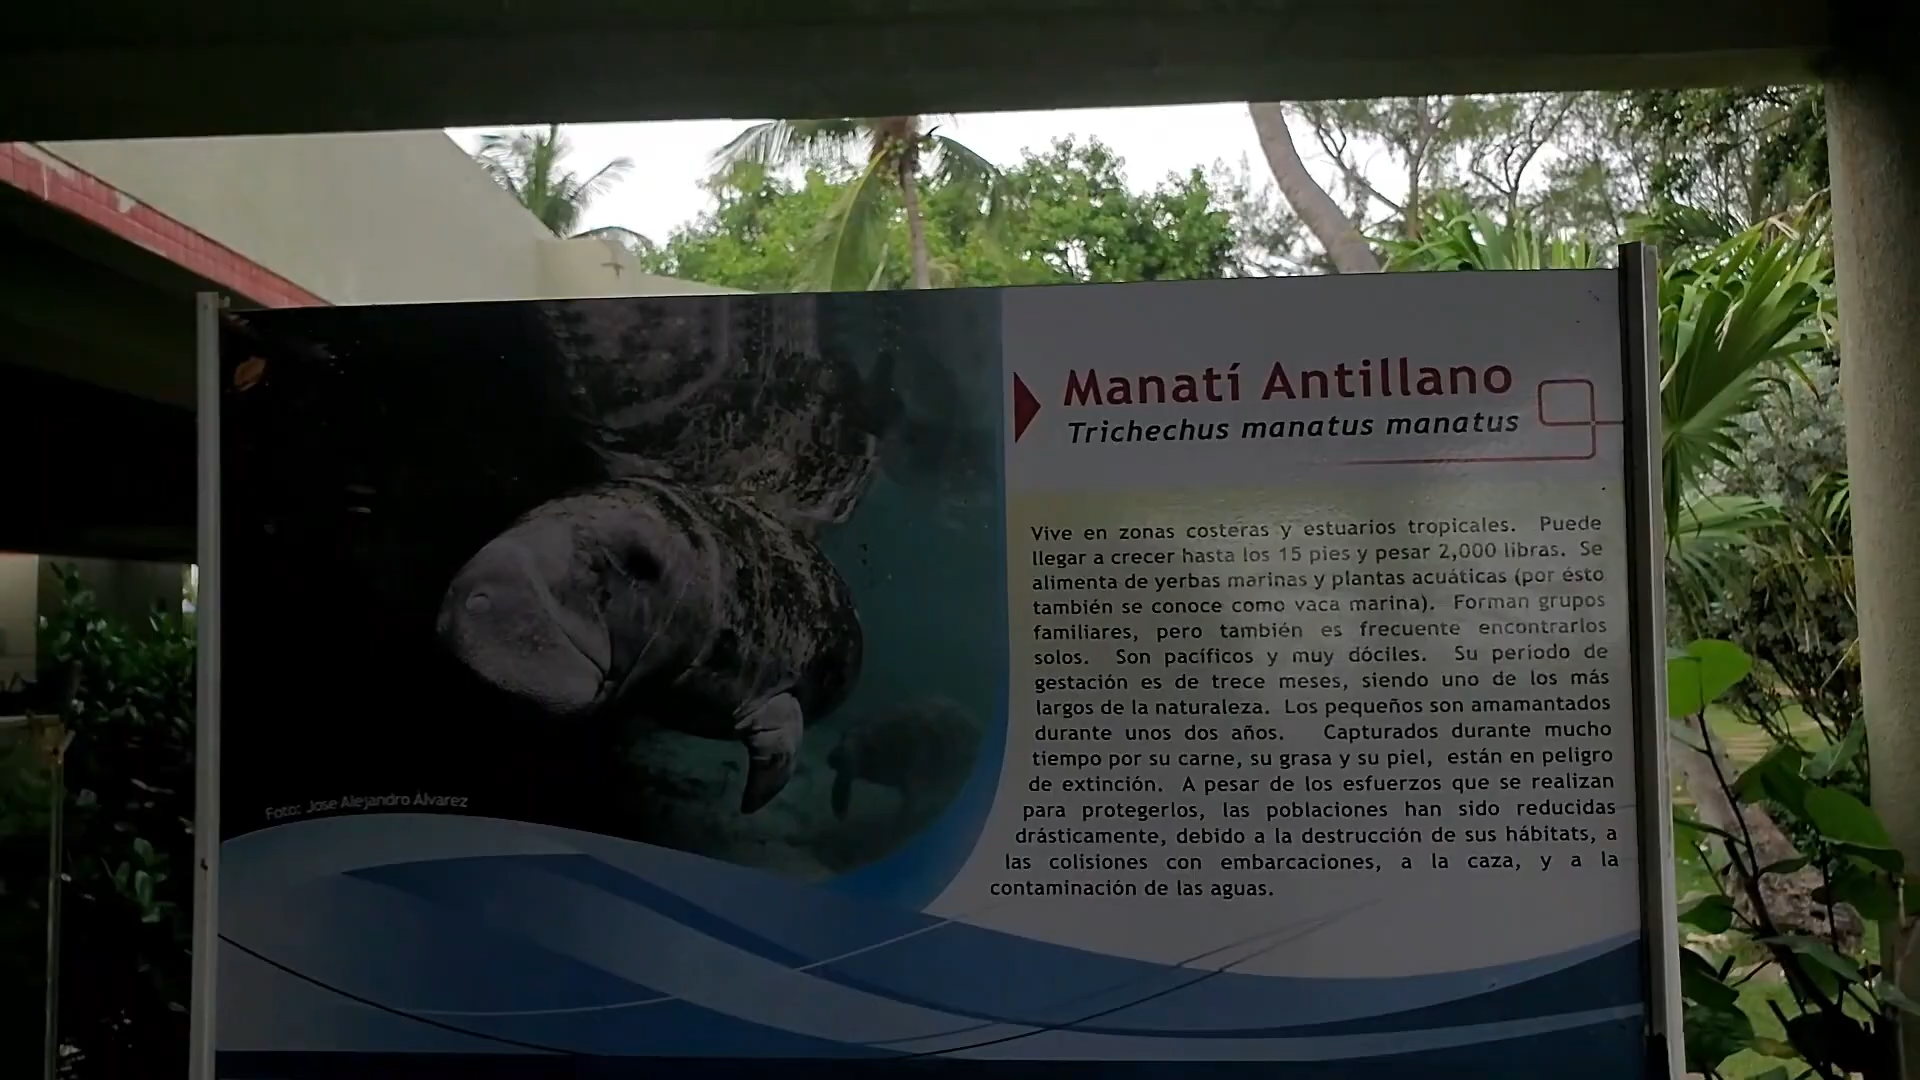 Manatí Antillano
Trichechus manatus manatus
Vive en zonas costeras y estuarios tropicales. Puede
llegar a crecer hasta los 15 pies y pesar 2,000 libras. Se
alimenta de yerbas marinas y plantas acuáticas (por ésto
también se conoce como vaca marina). Forman grupos
familiares, pero también es frecuente encontrarlos
solos. Son pacíficos y muy dóciles. Su periodo de
gestación es de trece meses, siendo uno de los más
largos de la naturaleza. Los pequeños son amamantados
durante unos dos años. Capturados durante mucho
tiempo por su carne, su grasa y su piel, están en peligro
de extinción. A pesar de los esfuerzos que se realizan
para protegerlos, las poblaciones han sido reducidas
drásticamente, debido a la destrucción de sus hábitats, a
las colisiones con embarcaciones, a la caza, y a la
contaminación de las aguas.
Foto: Jose Alejandro Álvarez